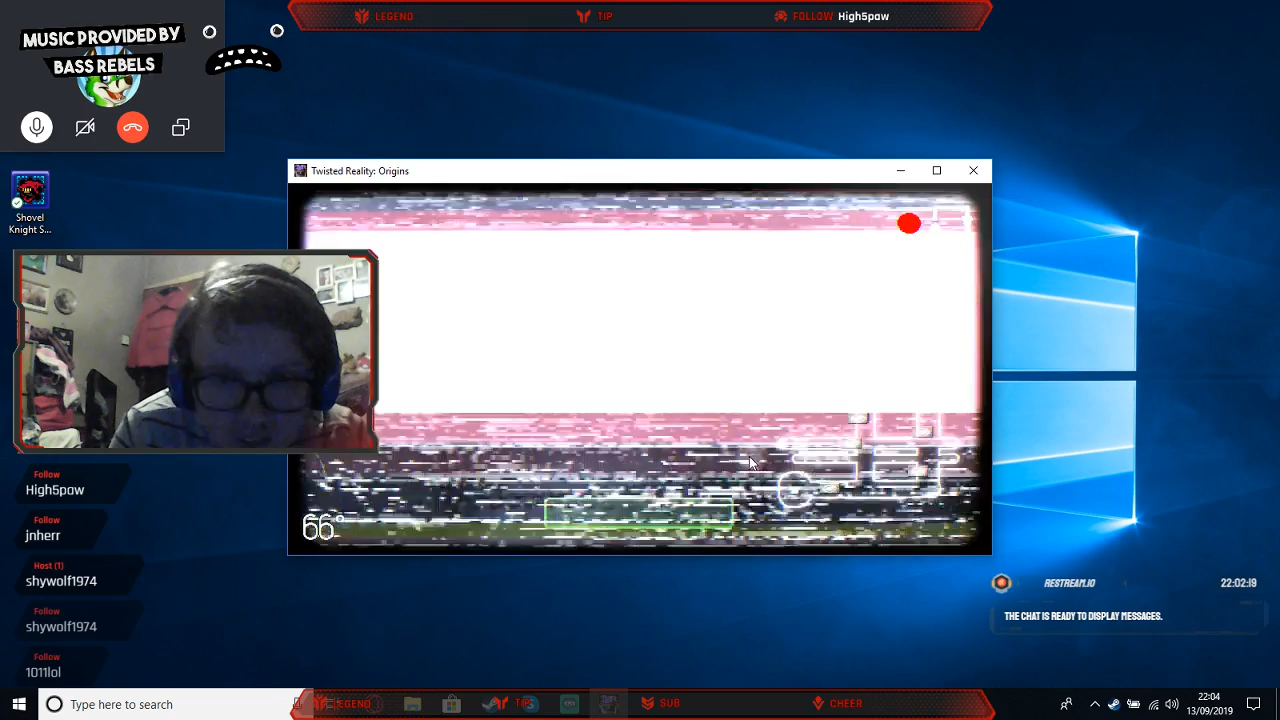 LEGEND
TIP
FOLLOW High5paw
MUSIC PROVIDED BY
BASS REBELS
Twisted Reality: Origins
Shovel
Knight S...
66°
Follow
High5paw
Follow
jnherr
Host (1)
shywolf1974
Follow
shywolf1974
Follow
1011lol
RESTREAM.IO
22:02:19
THE CHAT IS READY TO DISPLAY MESSAGES.
Type here to search
LEGEND
TIP
SUB
CHEER
22:04
13/09/2019